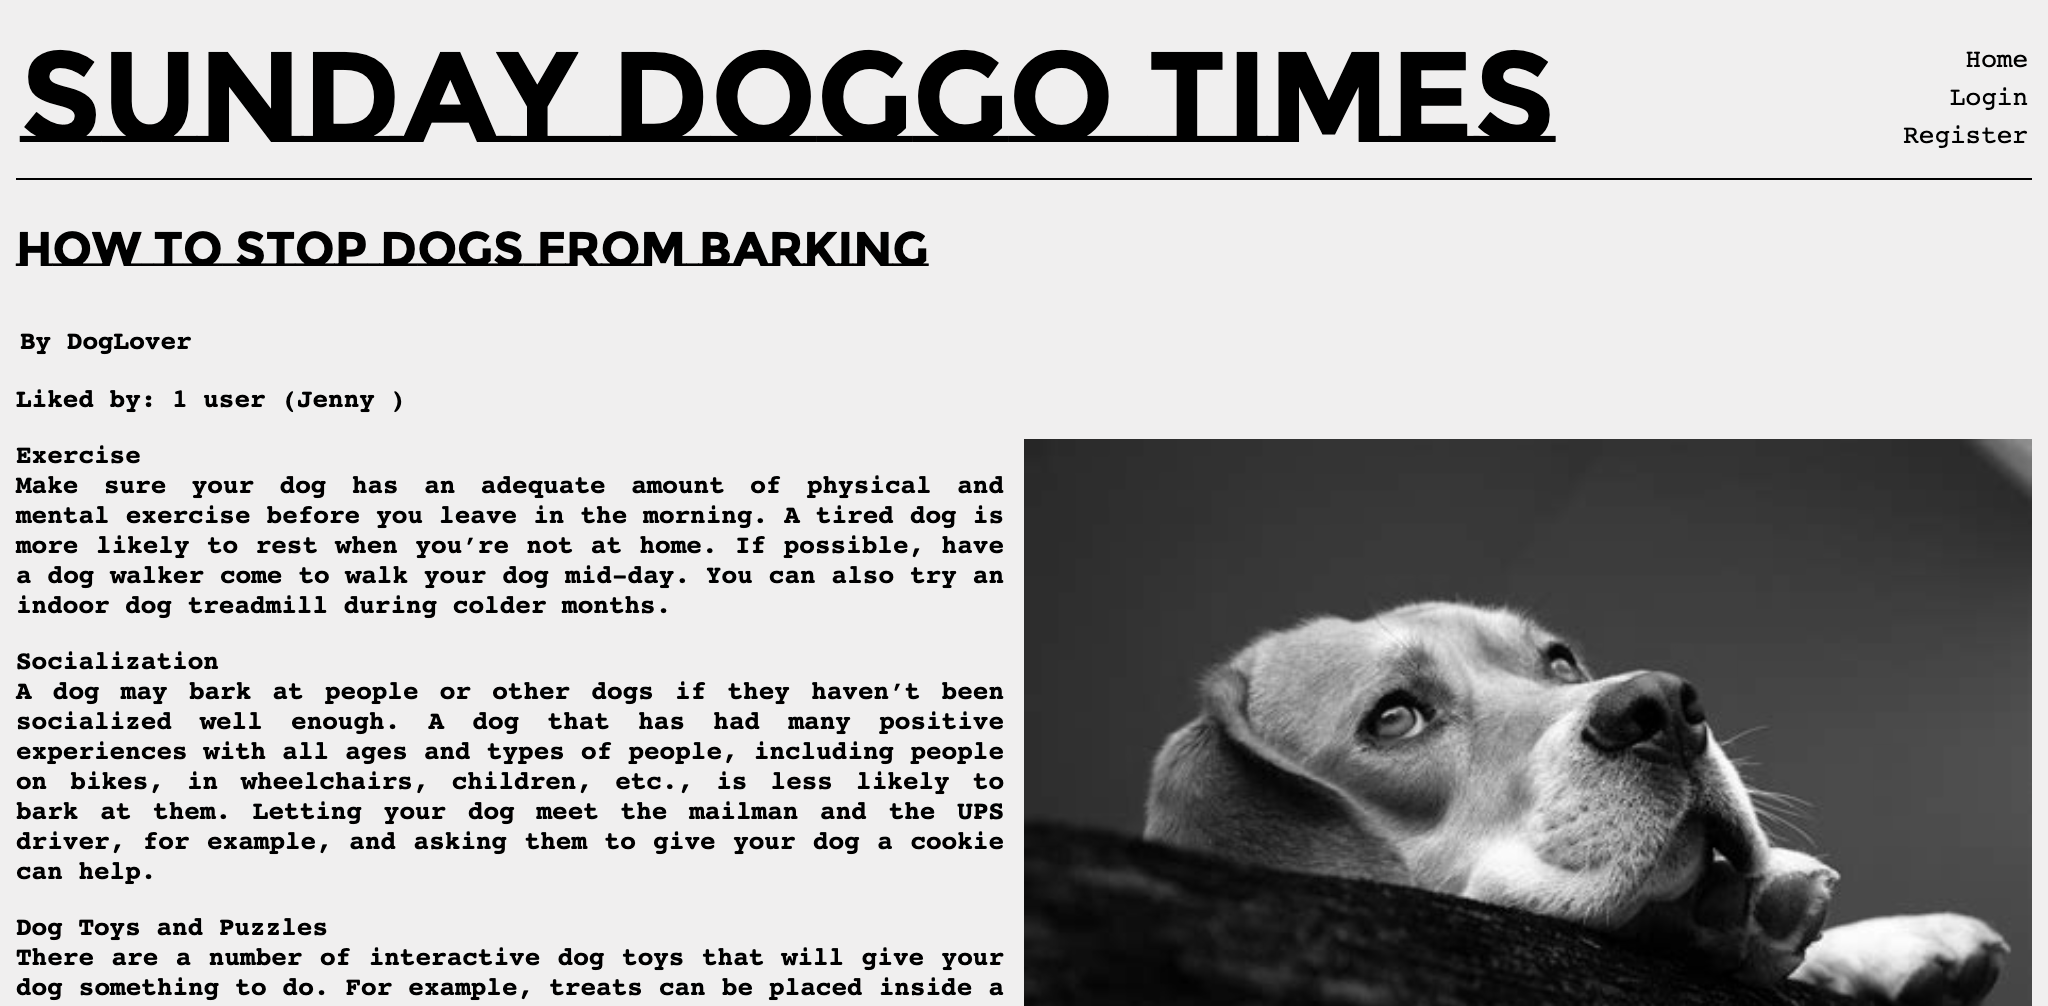 SUNDAY DOGGO TIMES
Home
Login
Register
HOW TO STOP DOGS FROM BARKING
By DogLover
Liked by: 1 user (Jenny )
Exercise
Make sure your dog has an adequate amount of physical and
mental exercise before you leave in the morning. A tired dog is
more likely to rest when you’re not at home. If possible, have
a dog walker come to walk your dog mid-day. You can also try an
indoor dog treadmill during colder months.
Socialization
A dog may bark at people or other dogs if they haven’t been
socialized well enough. A dog that has had many positive
experiences with all ages and types of people, including people
on bikes, in wheelchairs, children, etc., is less likely to
bark at them. Letting your dog meet the mailman and the UPS
driver, for example, and asking them to give your dog a cookie
can help.
Dog Toys and Puzzles
There are a number of interactive dog toys that will give your
dog something to do. For example, treats can be placed inside a